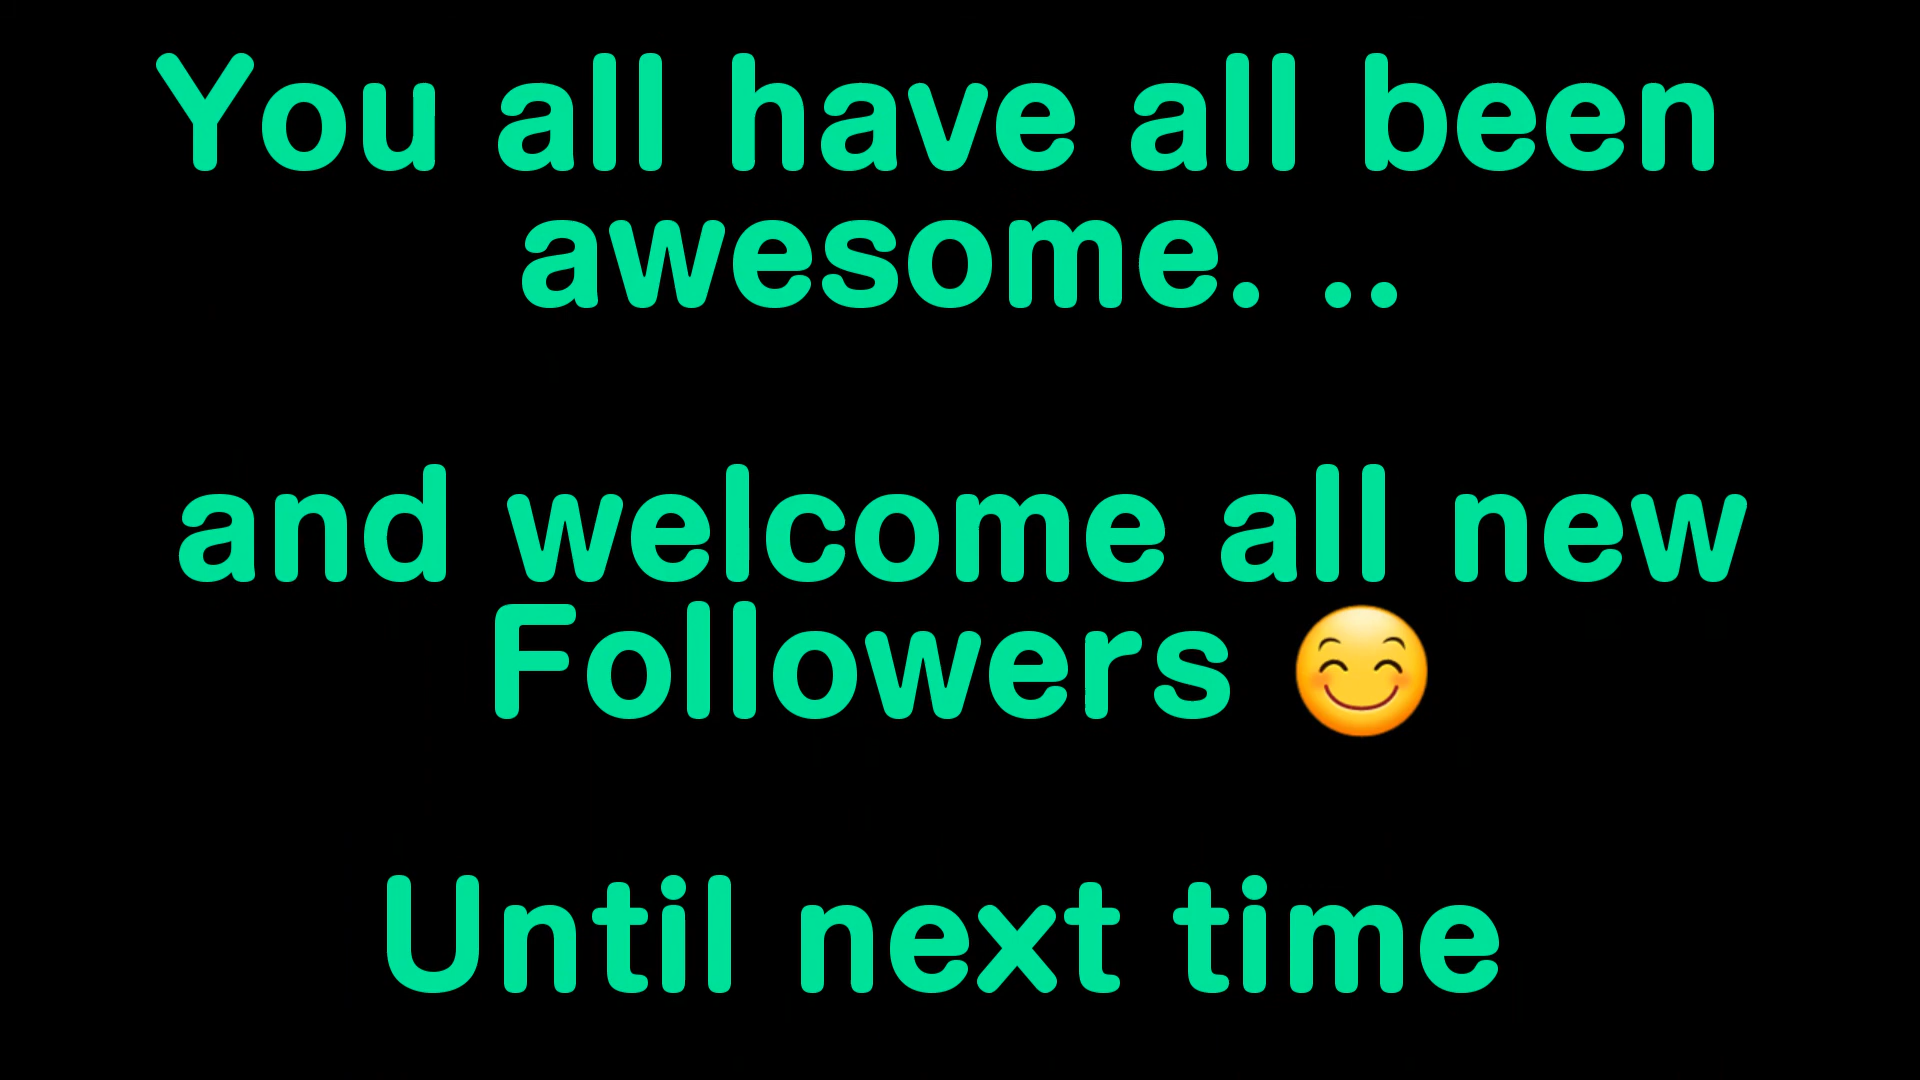 You all have all been
awesome. ..
and welcome all new
Followers 😊
Until next time